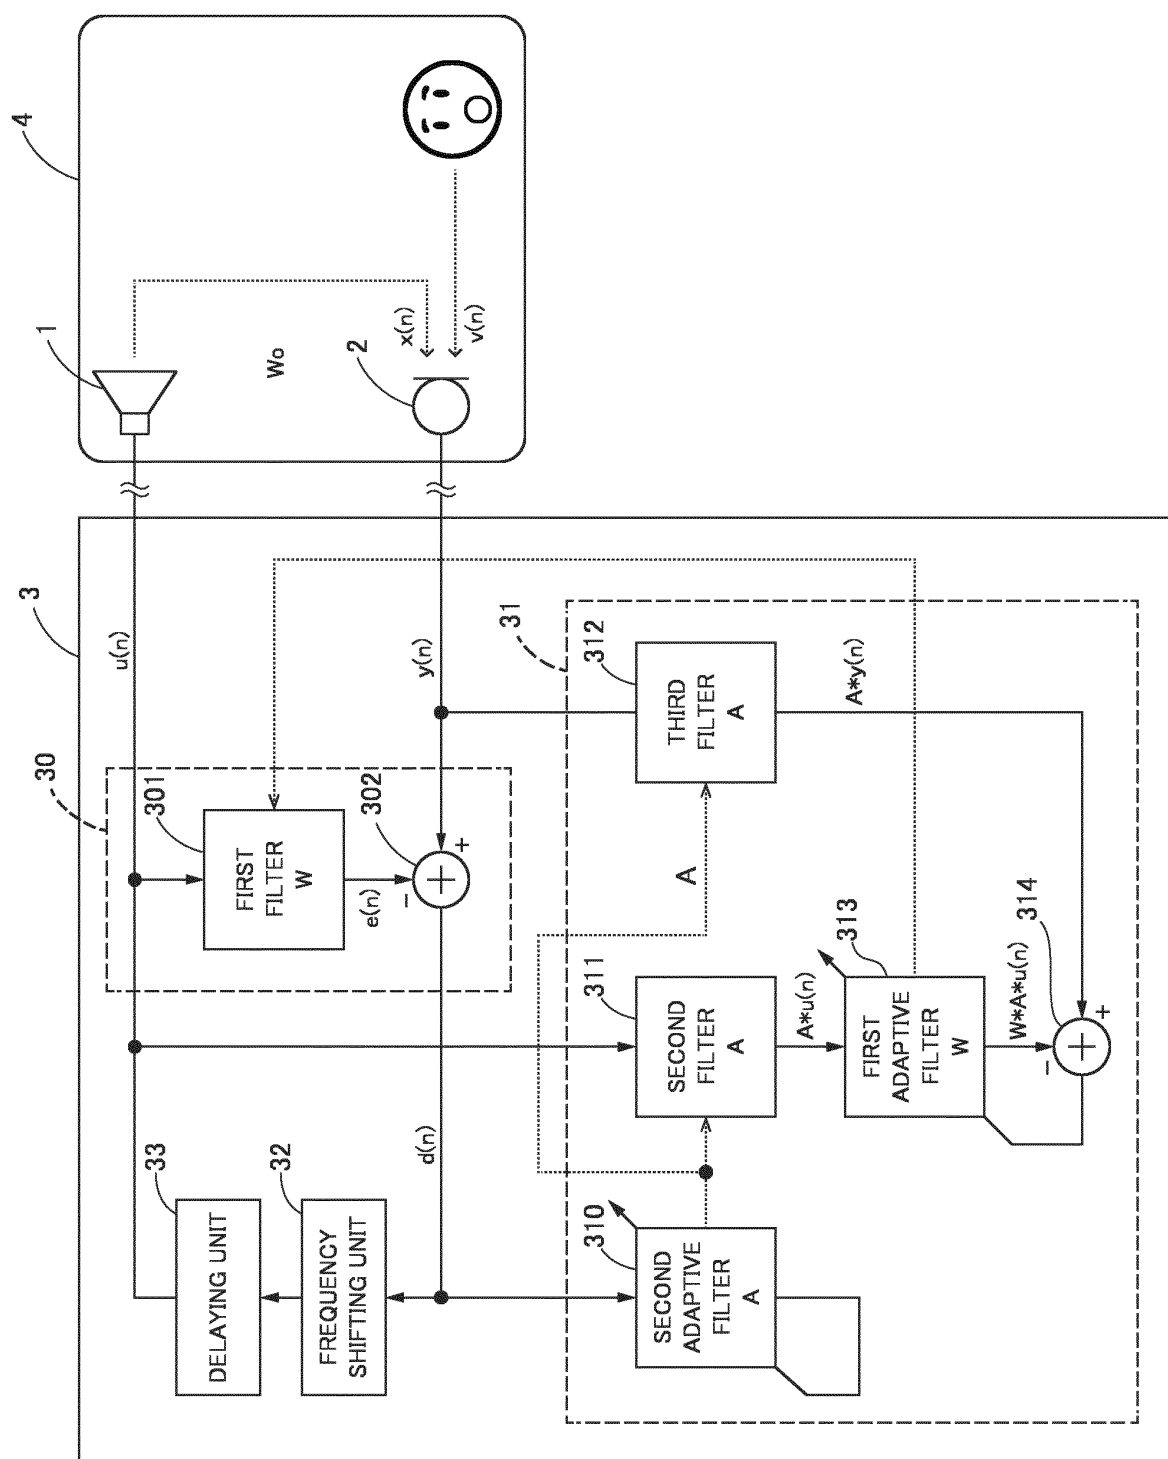 4
1
Wo
x(n)
v(n)
2
3
u(n)
y(n)
30
301
FIRST
FILTER
W
e(n)
302
−
+
31
312
THIRD
FILTER
A
A*y(n)
A
311
SECOND
FILTER
A
A*u(n)
313
FIRST
ADAPTIVE
FILTER
W
W*A*u(n)
314
−
+
33
DELAYING UNIT
32
FREQUENCY
SHIFTING UNIT
d(n)
310
SECOND
ADAPTIVE
FILTER
A